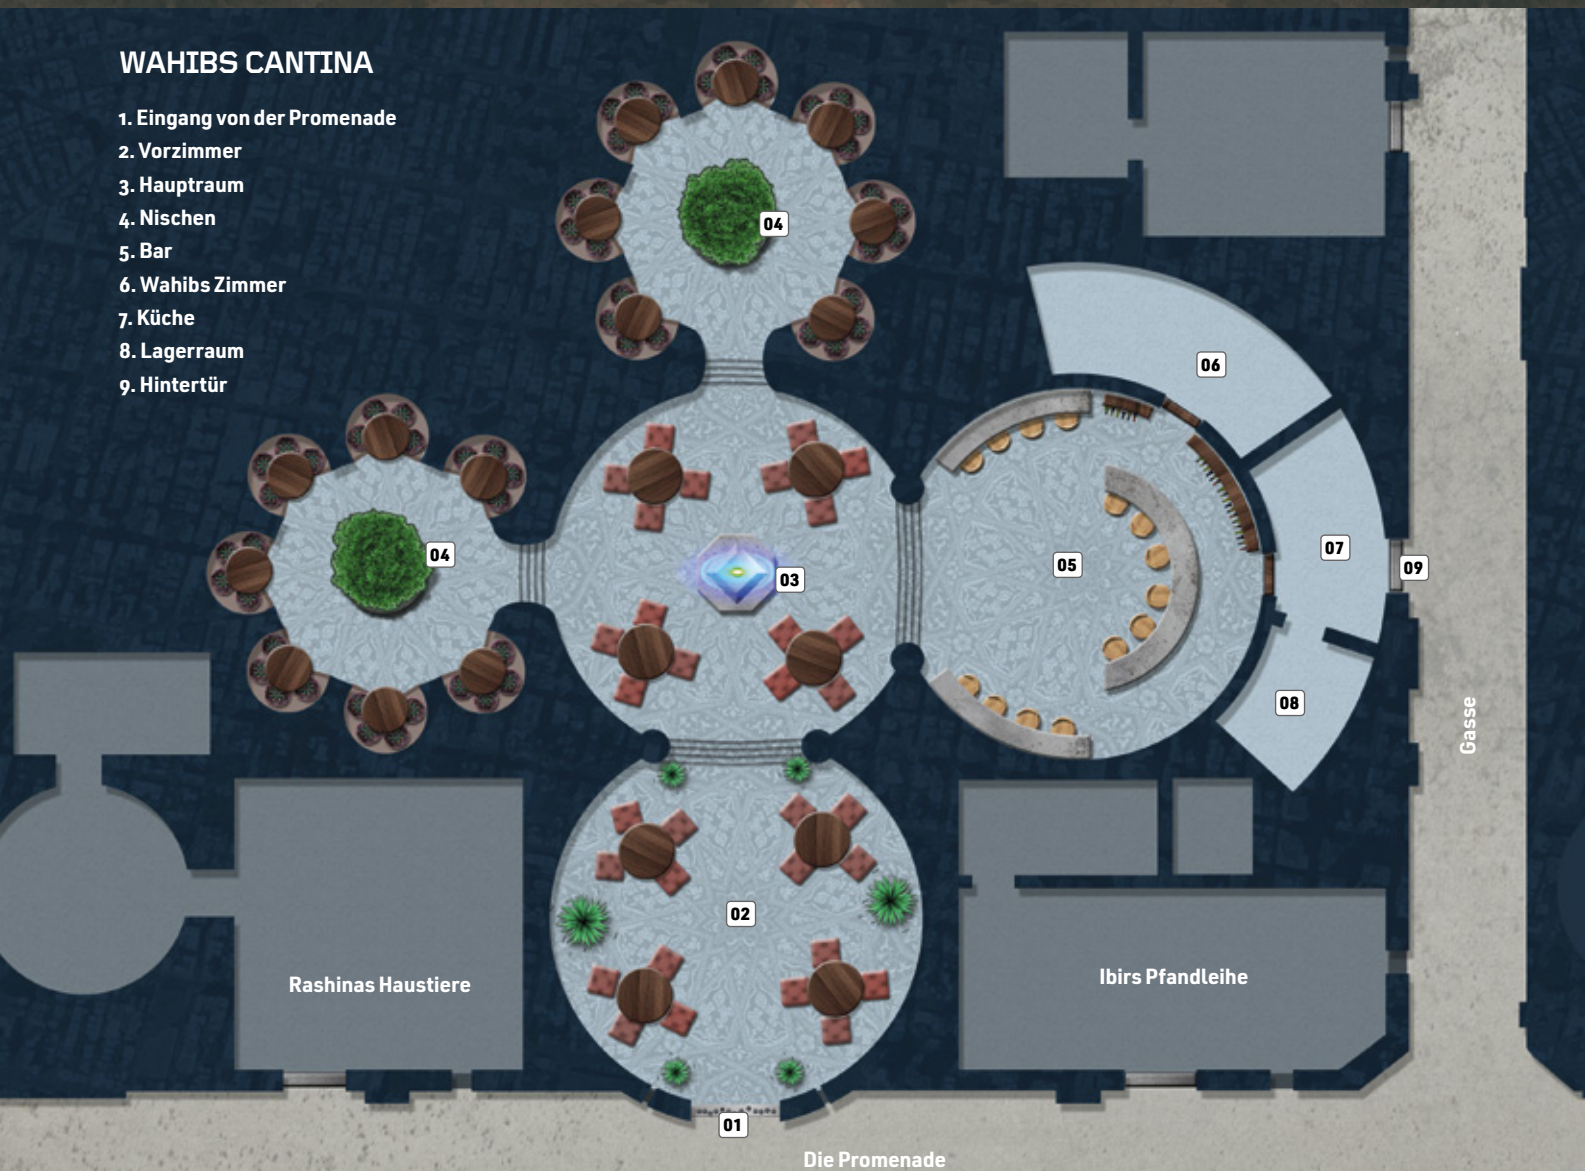 WAHIBS CANTINA
1. Eingang von der Promenade
2. Vorzimmer
3. Hauptraum
4. Nischen
5. Bar
6. Wahibs Zimmer
7. Küche
8. Lagerraum
9. Hintertür
04
06
04
03
05
07
09
08
Gasse
02
Rashinas Haustiere
Ibirs Pfandleihe
01
Die Promenade